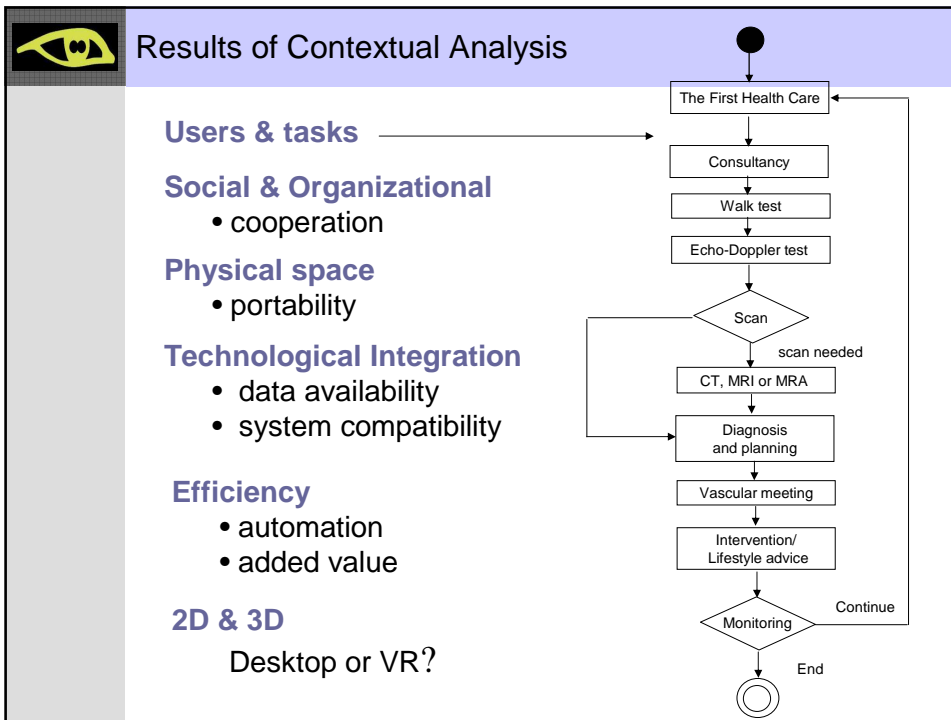 Results of Contextual Analysis
Users & tasks
Social & Organizational
• cooperation
Physical space
• portability
Technological Integration
• data availability
• system compatibility
Efficiency
• automation
• added value
2D & 3D
Desktop or VR?
The First Health Care
Consultancy
Walk test
Echo-Doppler test
Scan
scan needed
CT, MRI or MRA
Diagnosis
and planning
Vascular meeting
Intervention/
Lifestyle advice
Monitoring
Continue
End